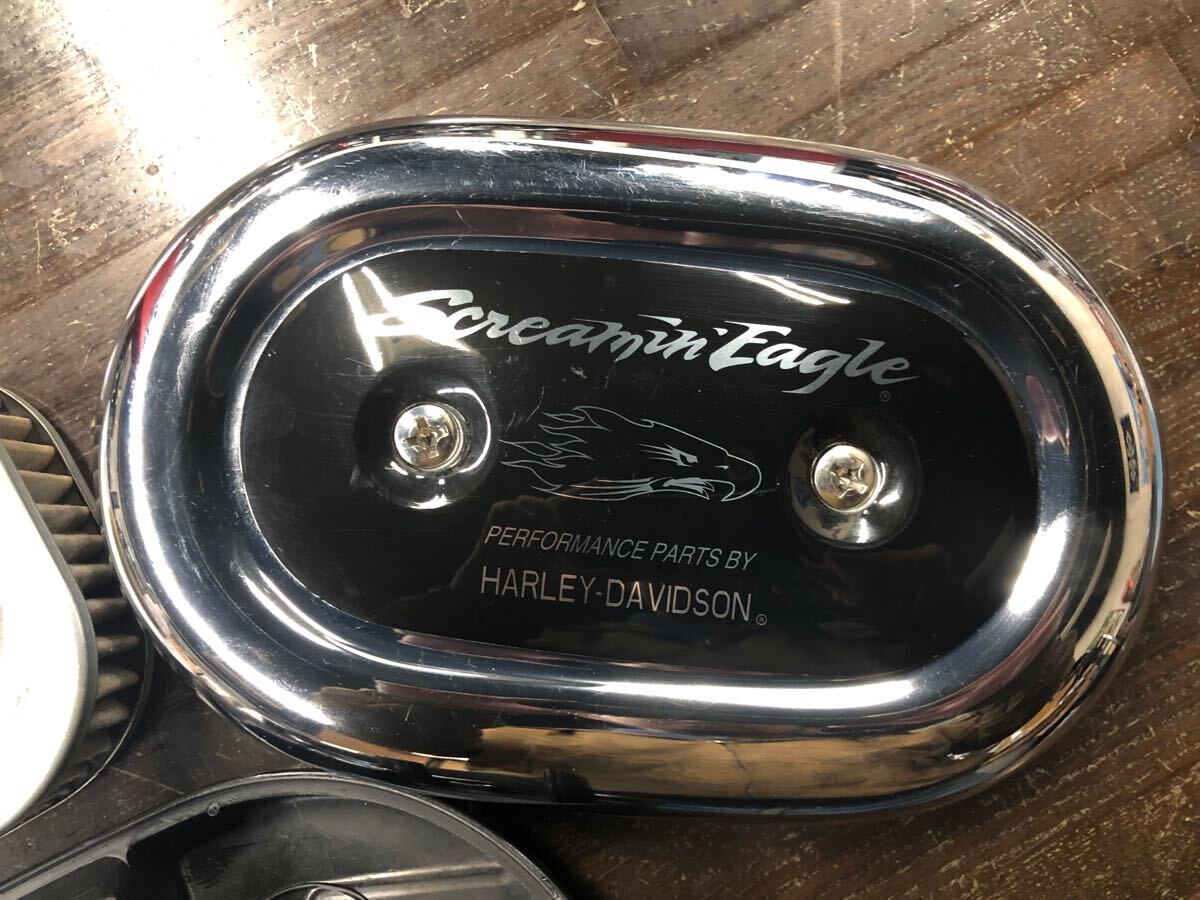 Screamin' Eagle®
PERFORMANCE PARTS BY
HARLEY-DAVIDSON®